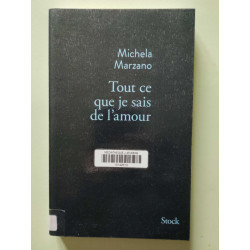 Michela
Marzano
Tout ce
que je sais
de l'amour
Stock